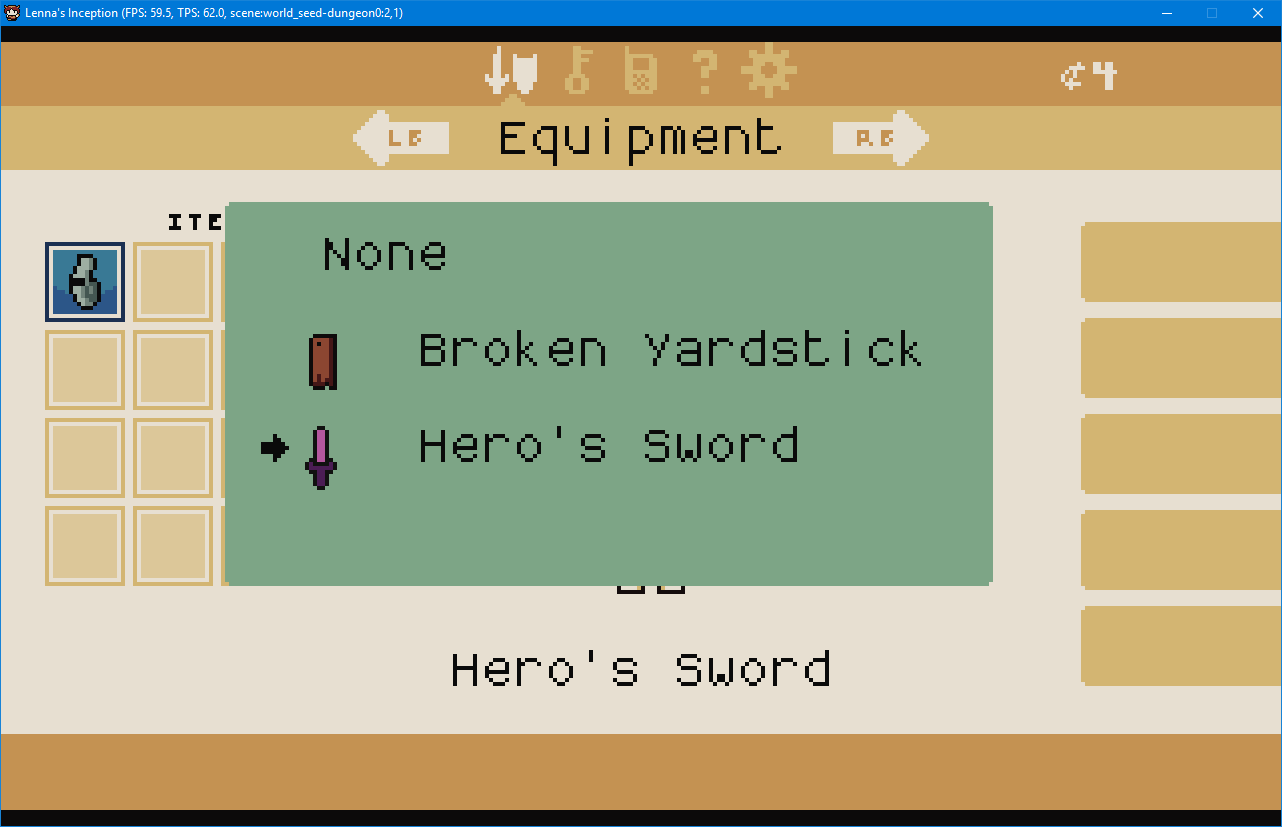 Lenna's Inception (FPS: 59.5, TPS: 62.0, scene:world_seed-dungeon0:2,1)
? ¢4
LB Equipment RB
ITE
None
Broken Yardstick
Hero's Sword
Hero's Sword